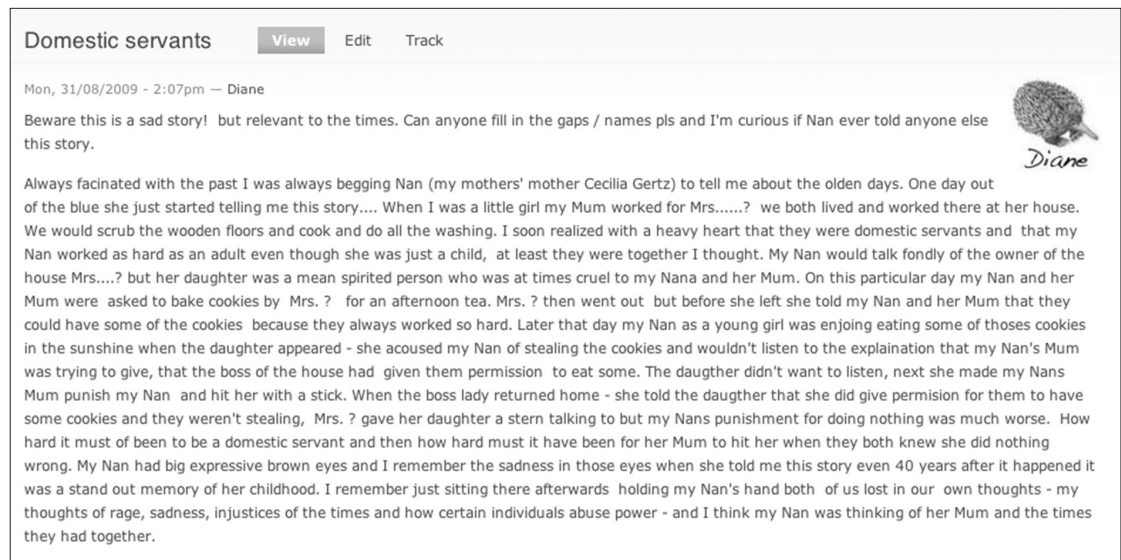 Domestic servants View Edit Track
Mon, 31/08/2009 - 2:07pm — Diane
Beware this is a sad story!  but relevant to the times. Can anyone fill in the gaps / names pls and I'm curious if Nan ever told anyone else
this story.
Diane
Always facinated with the past I was always begging Nan (my mothers' mother Cecilia Gertz) to tell me about the olden days. One day out
of the blue she just started telling me this story.... When I was a little girl my Mum worked for Mrs......?  we both lived and worked there at her house.
We would scrub the wooden floors and cook and do all the washing. I soon realized with a heavy heart that they were domestic servants and  that my
Nan worked as hard as an adult even though she was just a child,  at least they were together I thought. My Nan would talk fondly of the owner of the
house Mrs....? but her daughter was a mean spirited person who was at times cruel to my Nana and her Mum. On this particular day my Nan and her
Mum were  asked to bake cookies by  Mrs. ?   for an afternoon tea. Mrs. ? then went out  but before she left she told my Nan and her Mum that they
could have some of the cookies  because they always worked so hard. Later that day my Nan as a young girl was enjoing eating some of thoses cookies
in the sunshine when the daughter appeared - she acoused my Nan of stealing the cookies and wouldn't listen to the explaination that my Nan's Mum
was trying to give, that the boss of the house had  given them permission  to eat some. The daugther didn't want to listen, next she made my Nans
Mum punish my Nan  and hit her with a stick. When the boss lady returned home - she told the daugther that she did give permision for them to have
some cookies and they weren't stealing,  Mrs. ? gave her daughter a stern talking to but my Nans punishment for doing nothing was much worse.  How
hard it must of been to be a domestic servant and then how hard must it have been for her Mum to hit her when they both knew she did nothing
wrong. My Nan had big expressive brown eyes and I remember the sadness in those eyes when she told me this story even 40 years after it happened it
was a stand out memory of her childhood. I remember just sitting there afterwards  holding my Nan's hand both  of us lost in our  own thoughts - my
thoughts of rage, sadness, injustices of the times and how certain individuals abuse power - and I think my Nan was thinking of her Mum and the times
they had together.